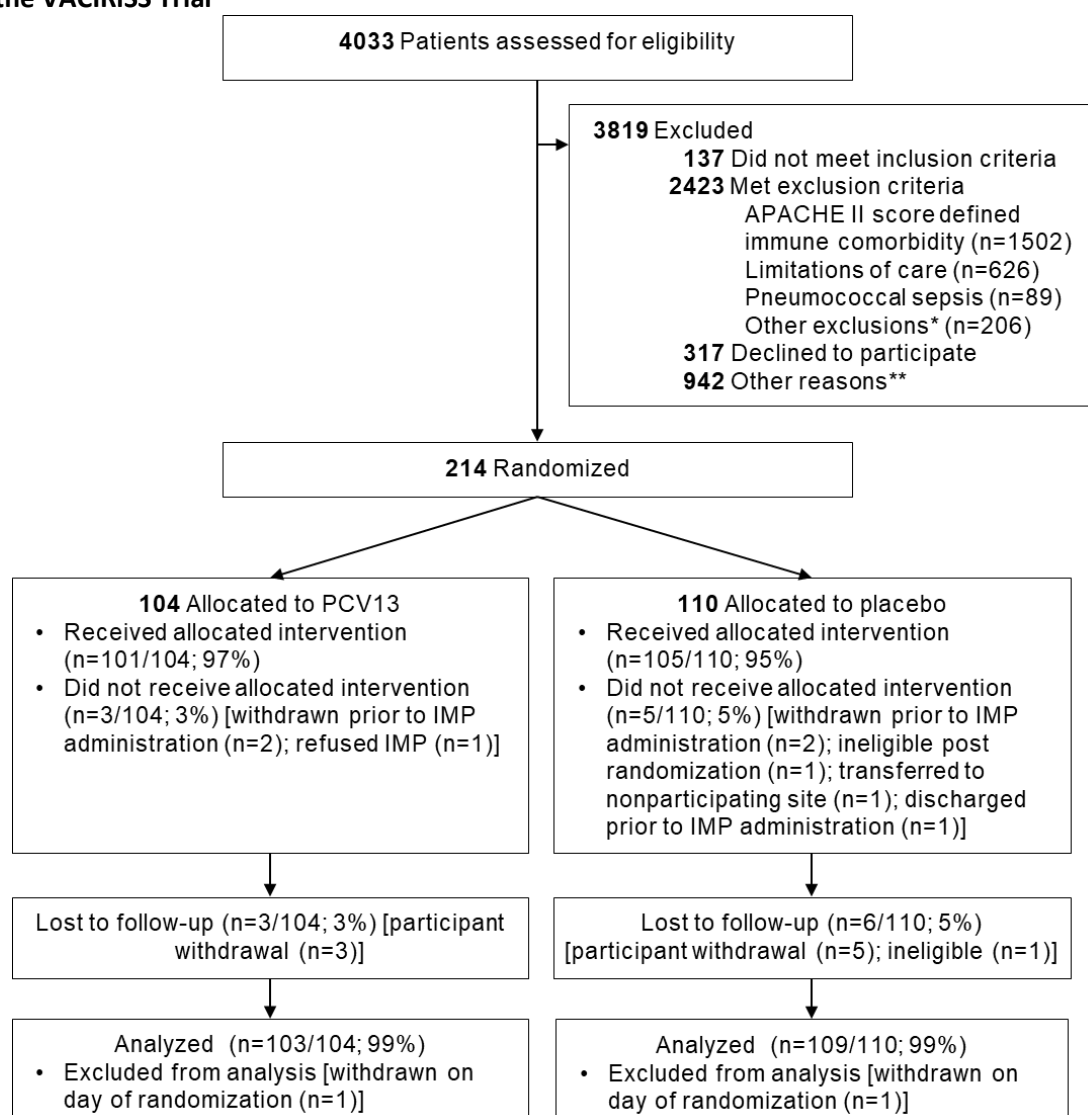 the VACIRiSS Trial
4033 Patients assessed for eligibility
3819 Excluded
137 Did not meet inclusion criteria
2423 Met exclusion criteria
APACHE II score defined
immune comorbidity (n=1502)
Limitations of care (n=626)
Pneumococcal sepsis (n=89)
Other exclusions* (n=206)
317 Declined to participate
942 Other reasons**
214 Randomized
104 Allocated to PCV13
• Received allocated intervention
(n=101/104; 97%)
• Did not receive allocated intervention
(n=3/104; 3%) [withdrawn prior to IMP
administration (n=2); refused IMP (n=1)]
110 Allocated to placebo
• Received allocated intervention
(n=105/110; 95%)
• Did not receive allocated intervention
(n=5/110; 5%) [withdrawn prior to IMP
administration (n=2); ineligible post
randomization (n=1); transferred to
nonparticipating site (n=1); discharged
prior to IMP administration (n=1)]
Lost to follow-up (n=3/104; 3%) [participant
withdrawal (n=3)]
Lost to follow-up (n=6/110; 5%)
[participant withdrawal (n=5); ineligible (n=1)]
Analyzed (n=103/104; 99%)
• Excluded from analysis [withdrawn on
day of randomization (n=1)]
Analyzed (n=109/110; 99%)
• Excluded from analysis [withdrawn on
day of randomization (n=1)]